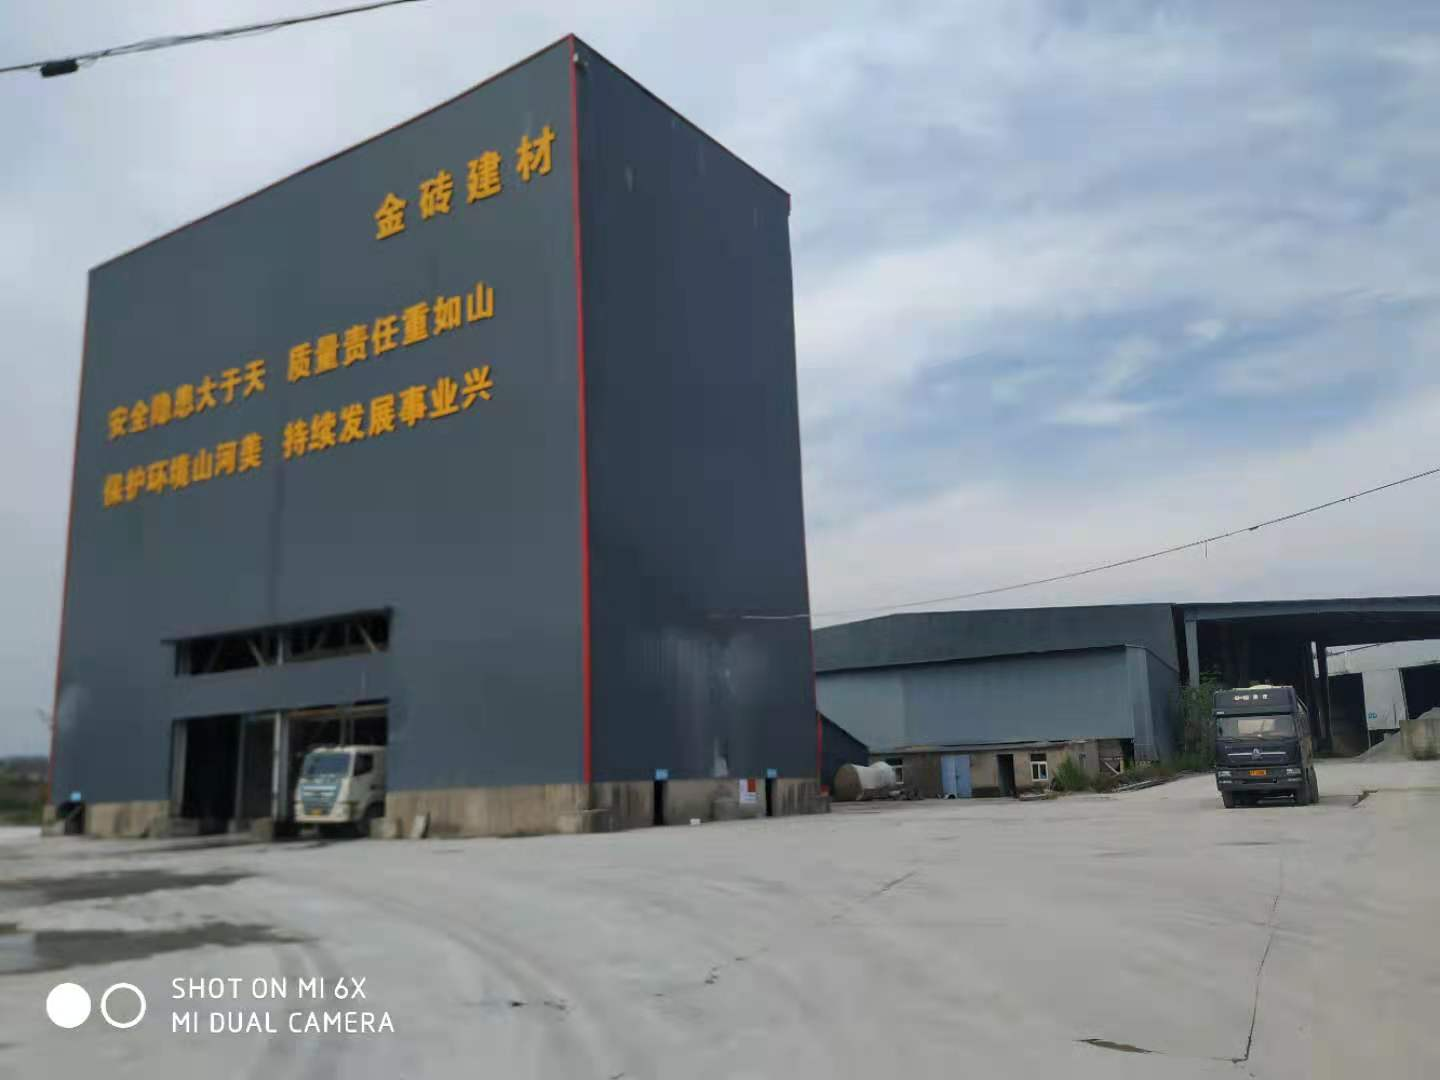 金砖建材
安全隐患大于天 质量责任重如山
保护环境山河美 持续发展事业兴
SHOT ON MI 6X
MI DUAL CAMERA